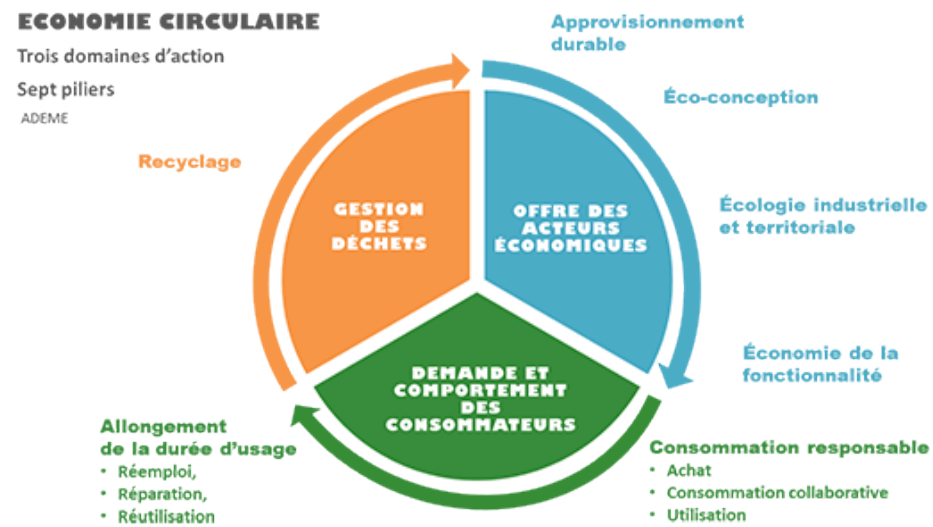 ECONOMIE CIRCULAIRE
Trois domaines d'action
Sept piliers
ADEME
Approvisionnement
durable
Éco-conception
Écologie industrielle
et territoriale
Économie de la
fonctionnalité
OFFRE DES
ACTEURS
ÉCONOMIQUES
Consommation responsable
• Achat
• Consommation collaborative
• Utilisation
DEMANDE ET
COMPORTEMENT
DES
CONSOMMATEURS
Allongement
de la durée d'usage
• Réemploi,
• Réparation,
• Réutilisation
Recyclage
GESTION
DES
DÉCHETS